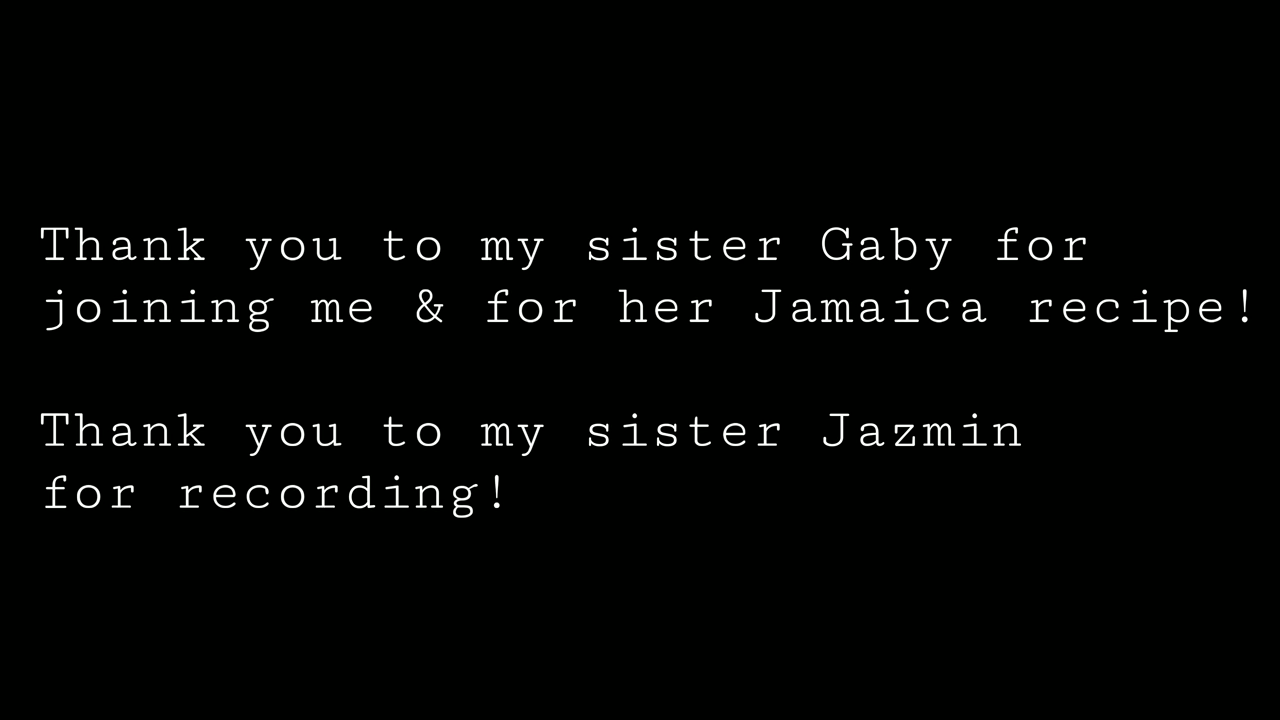 Thank you to my sister Gaby for
joining me & for her Jamaica recipe!
Thank you to my sister Jazmin
for recording!